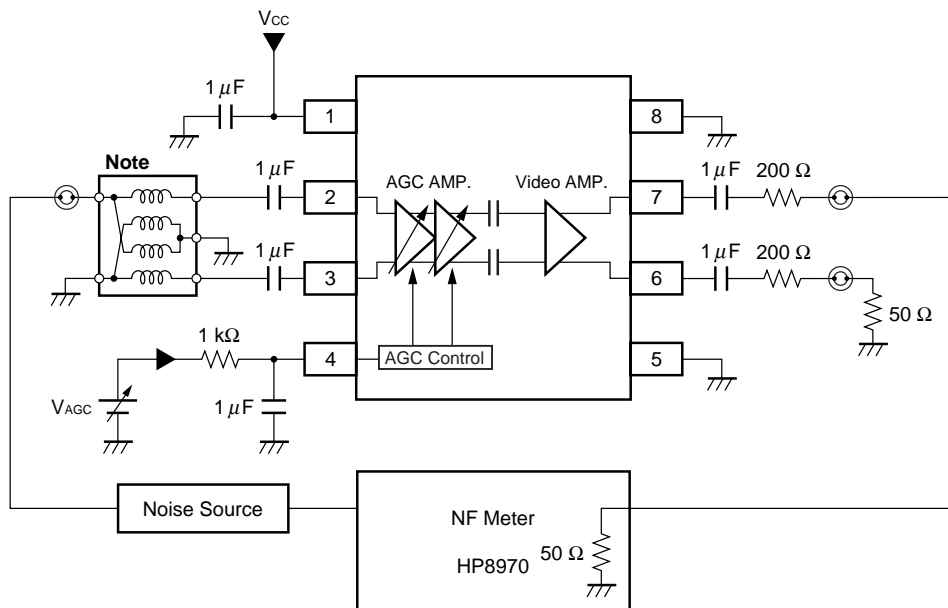 VCC
1 μF
1
8
Note
1 μF
2
AGC AMP.
Video AMP.
7
1 μF
200 Ω
1 μF
3
6
1 μF
200 Ω
50 Ω
1 kΩ
4
AGC Control
5
VAGC
1 μF
Noise Source
NF Meter
HP8970
50 Ω